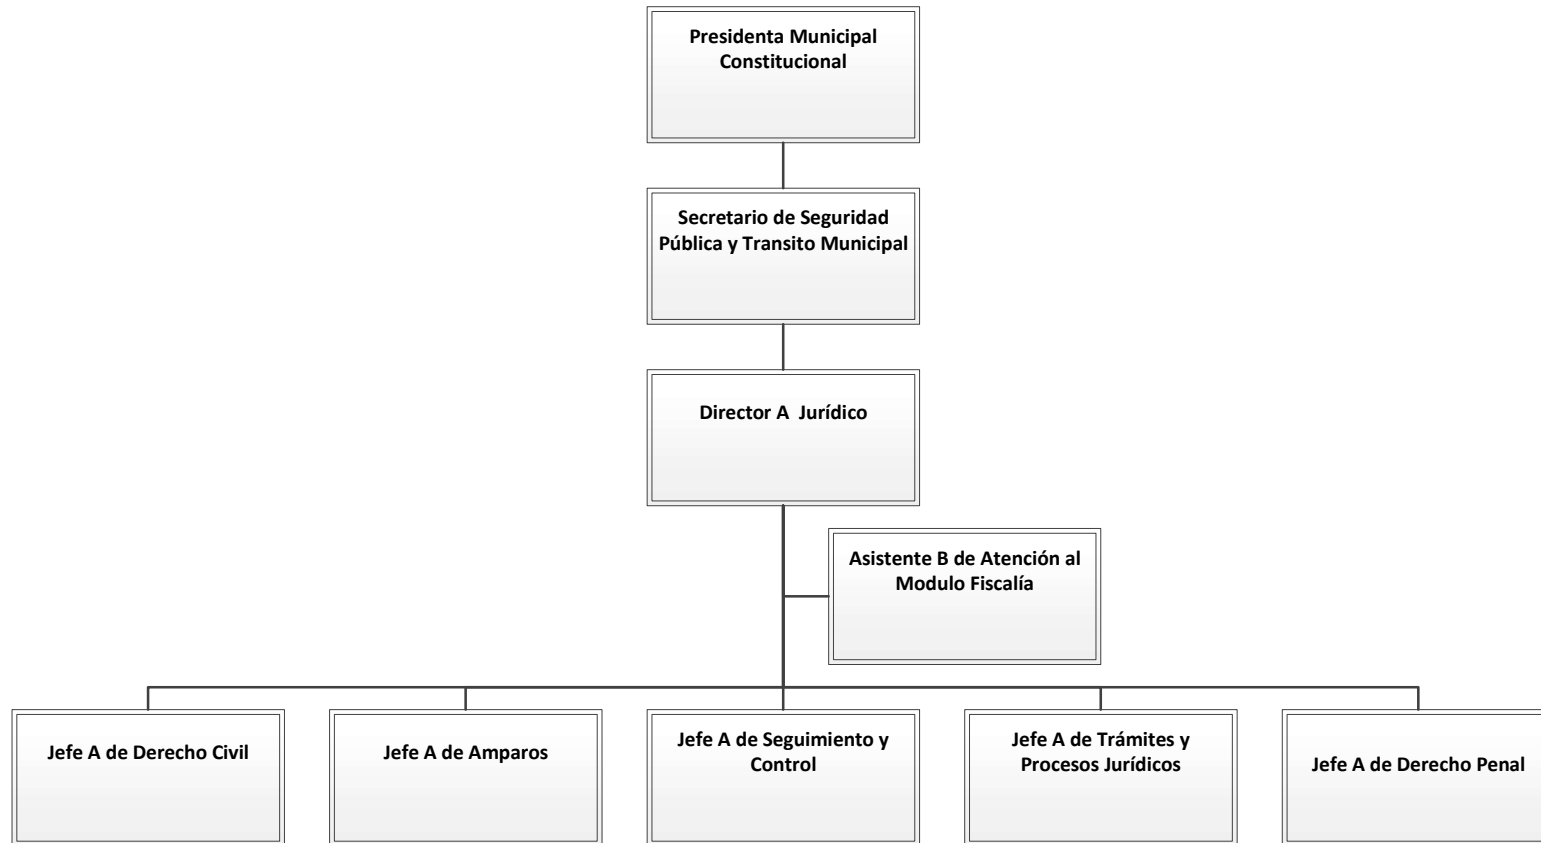 Presidenta Municipal
Constitucional
Secretario de Seguridad
Pública y Transito Municipal
Director A  Jurídico
Asistente B de Atención al
Modulo Fiscalía
Jefe A de Derecho Civil
Jefe A de Amparos
Jefe A de Seguimiento y
Control
Jefe A de Trámites y
Procesos Jurídicos
Jefe A de Derecho Penal